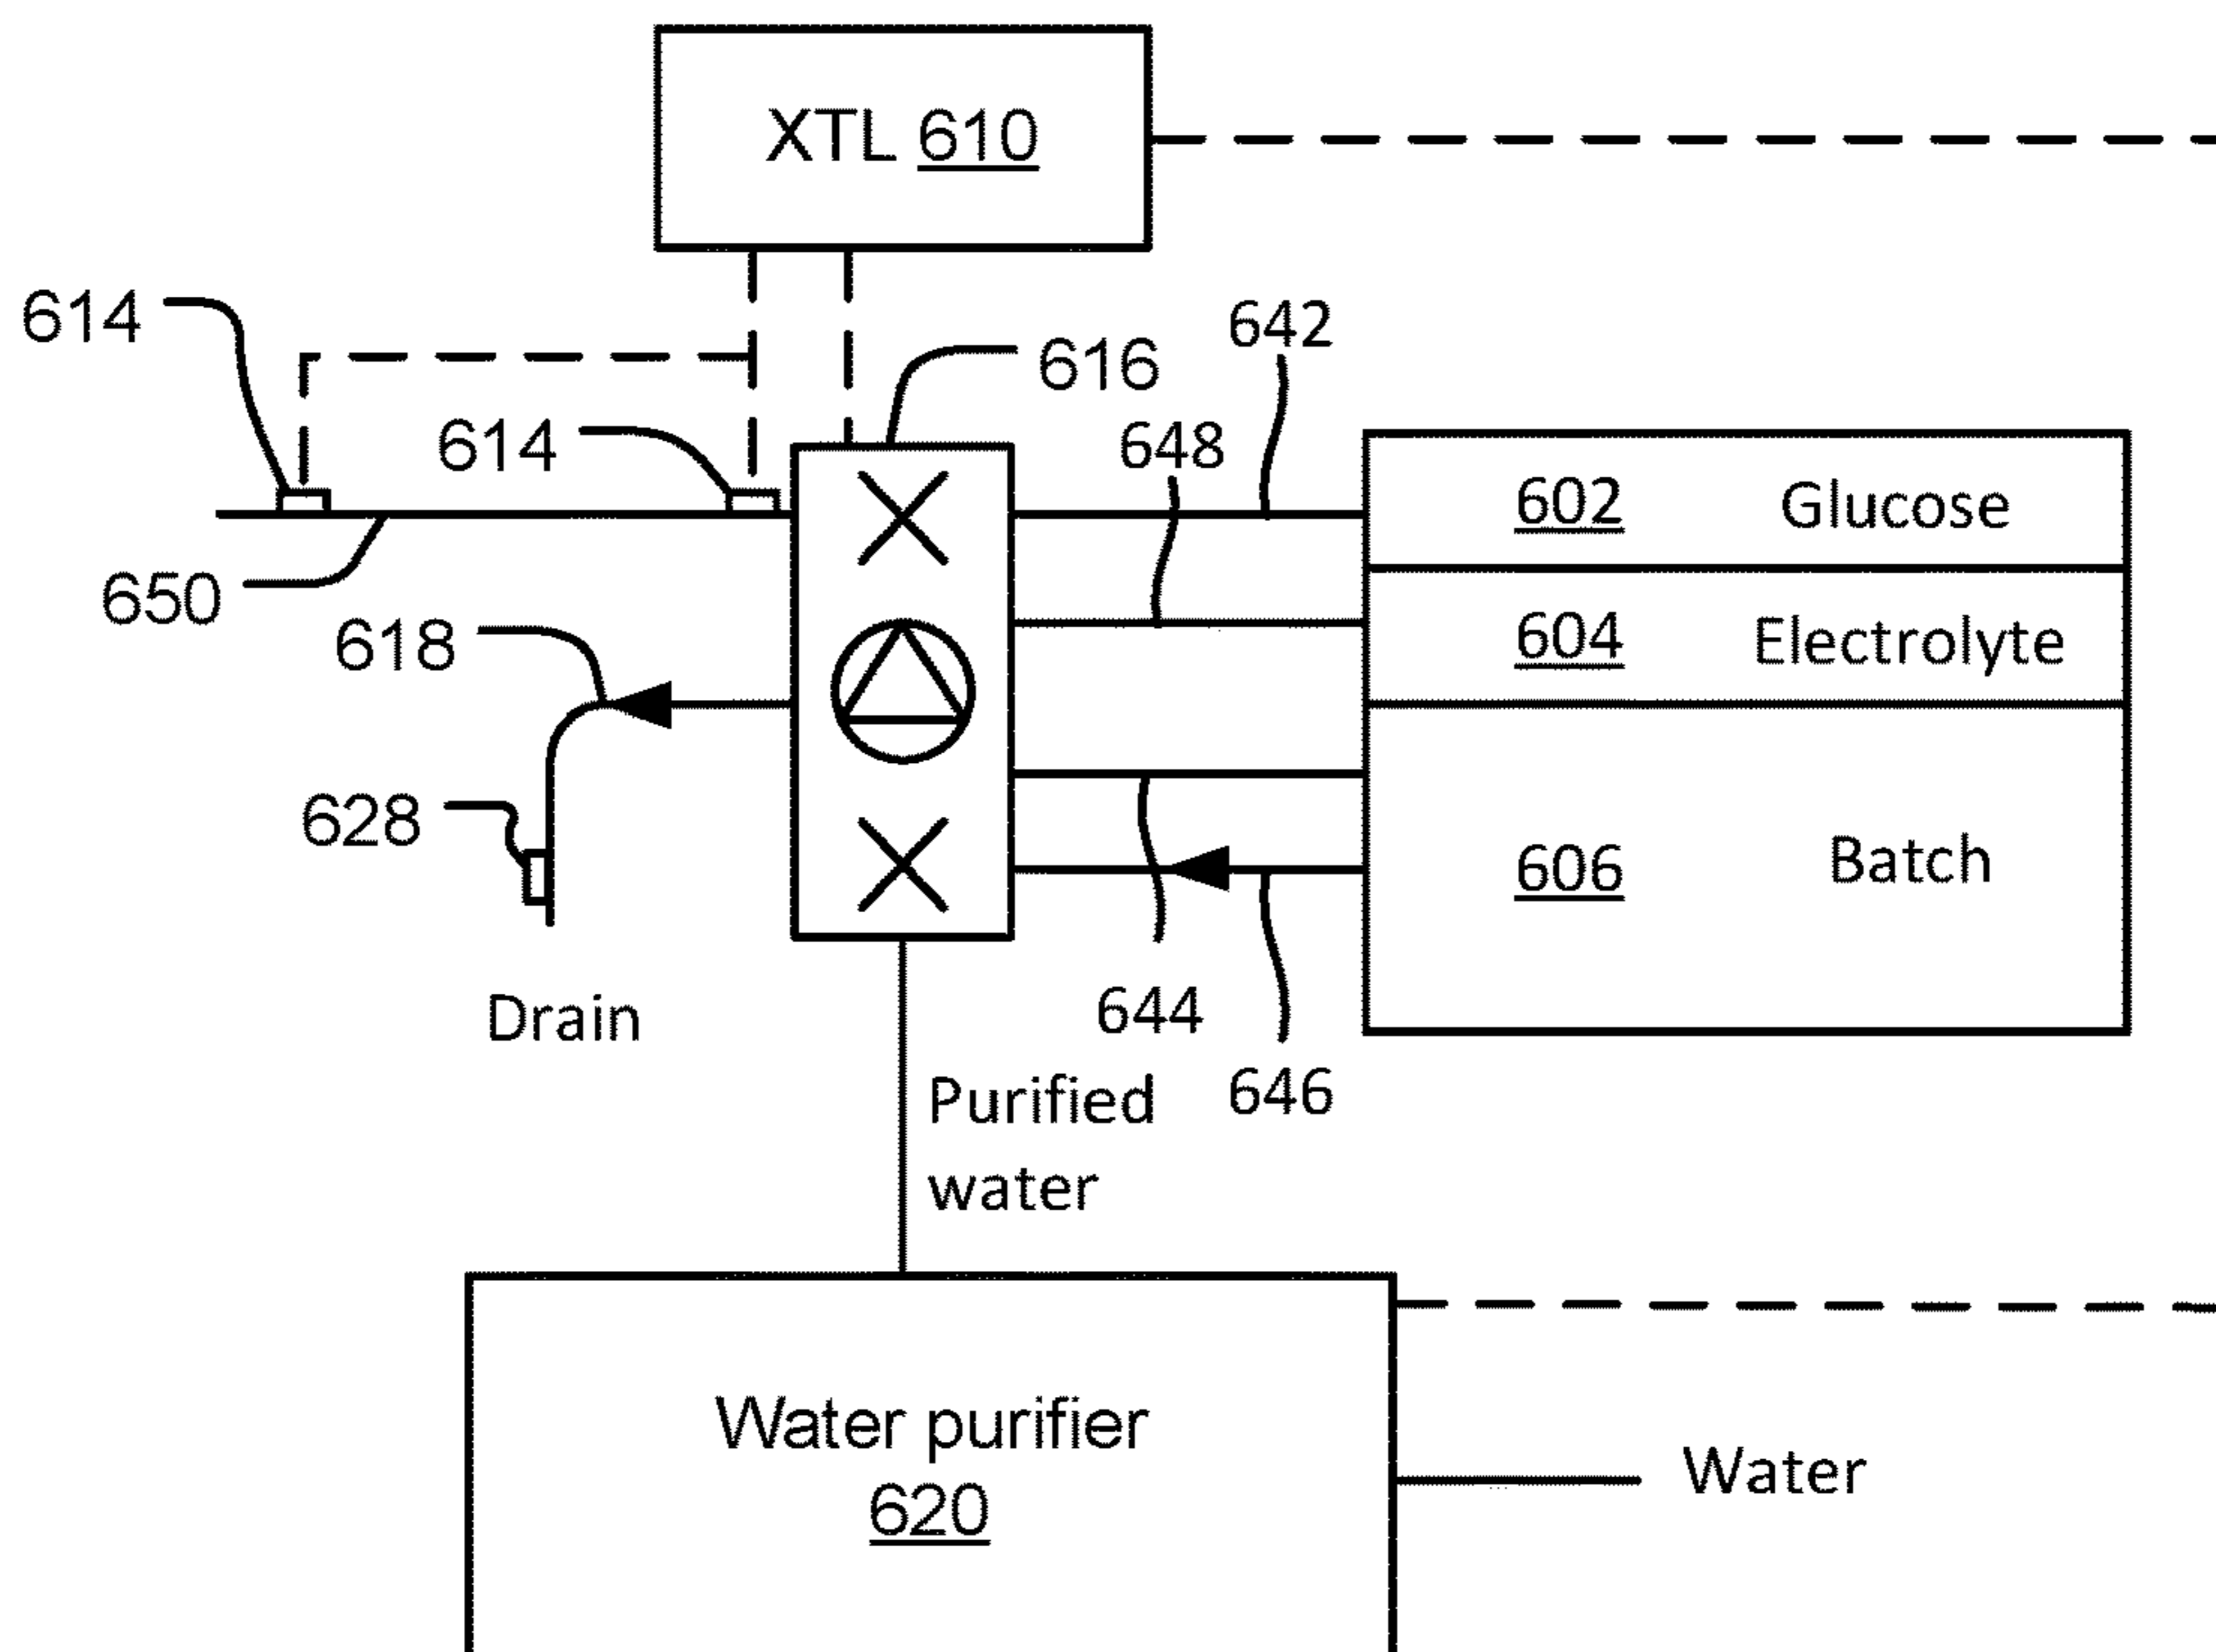 XTL 610
614
616
642
614
648
602 Glucose
650
618
604 Electrolyte
628
606 Batch
Drain
644
646
Purified
water
Water purifier
620
Water